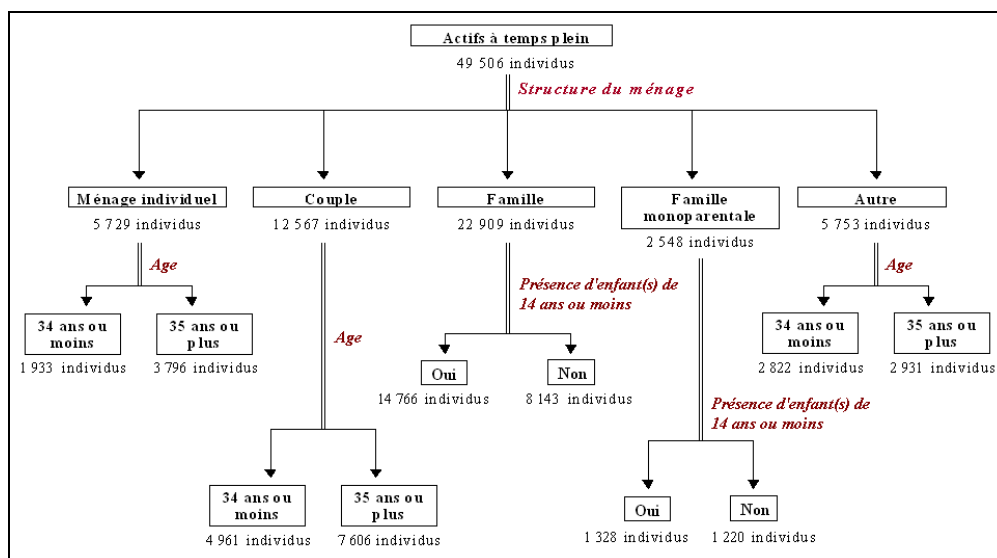 Actifs à temps plein
49 506 individus
Structure du ménage
Ménage individuel
5 729 individus
Couple
12 567 individus
Famille
22 909 individus
Famille
monoparentale
2 548 individus
Autre
5 753 individus
Age
34 ans ou
moins
1 933 individus
35 ans ou
plus
3 796 individus
Age
34 ans ou
moins
4 961 individus
35 ans ou
plus
7 606 individus
Présence d'enfant(s) de
14 ans ou moins
Oui
14 766 individus
Non
8 143 individus
Présence d'enfant(s) de
14 ans ou moins
Oui
1 328 individus
Non
1 220 individus
Age
34 ans ou
moins
2 822 individus
35 ans ou
plus
2 931 individus